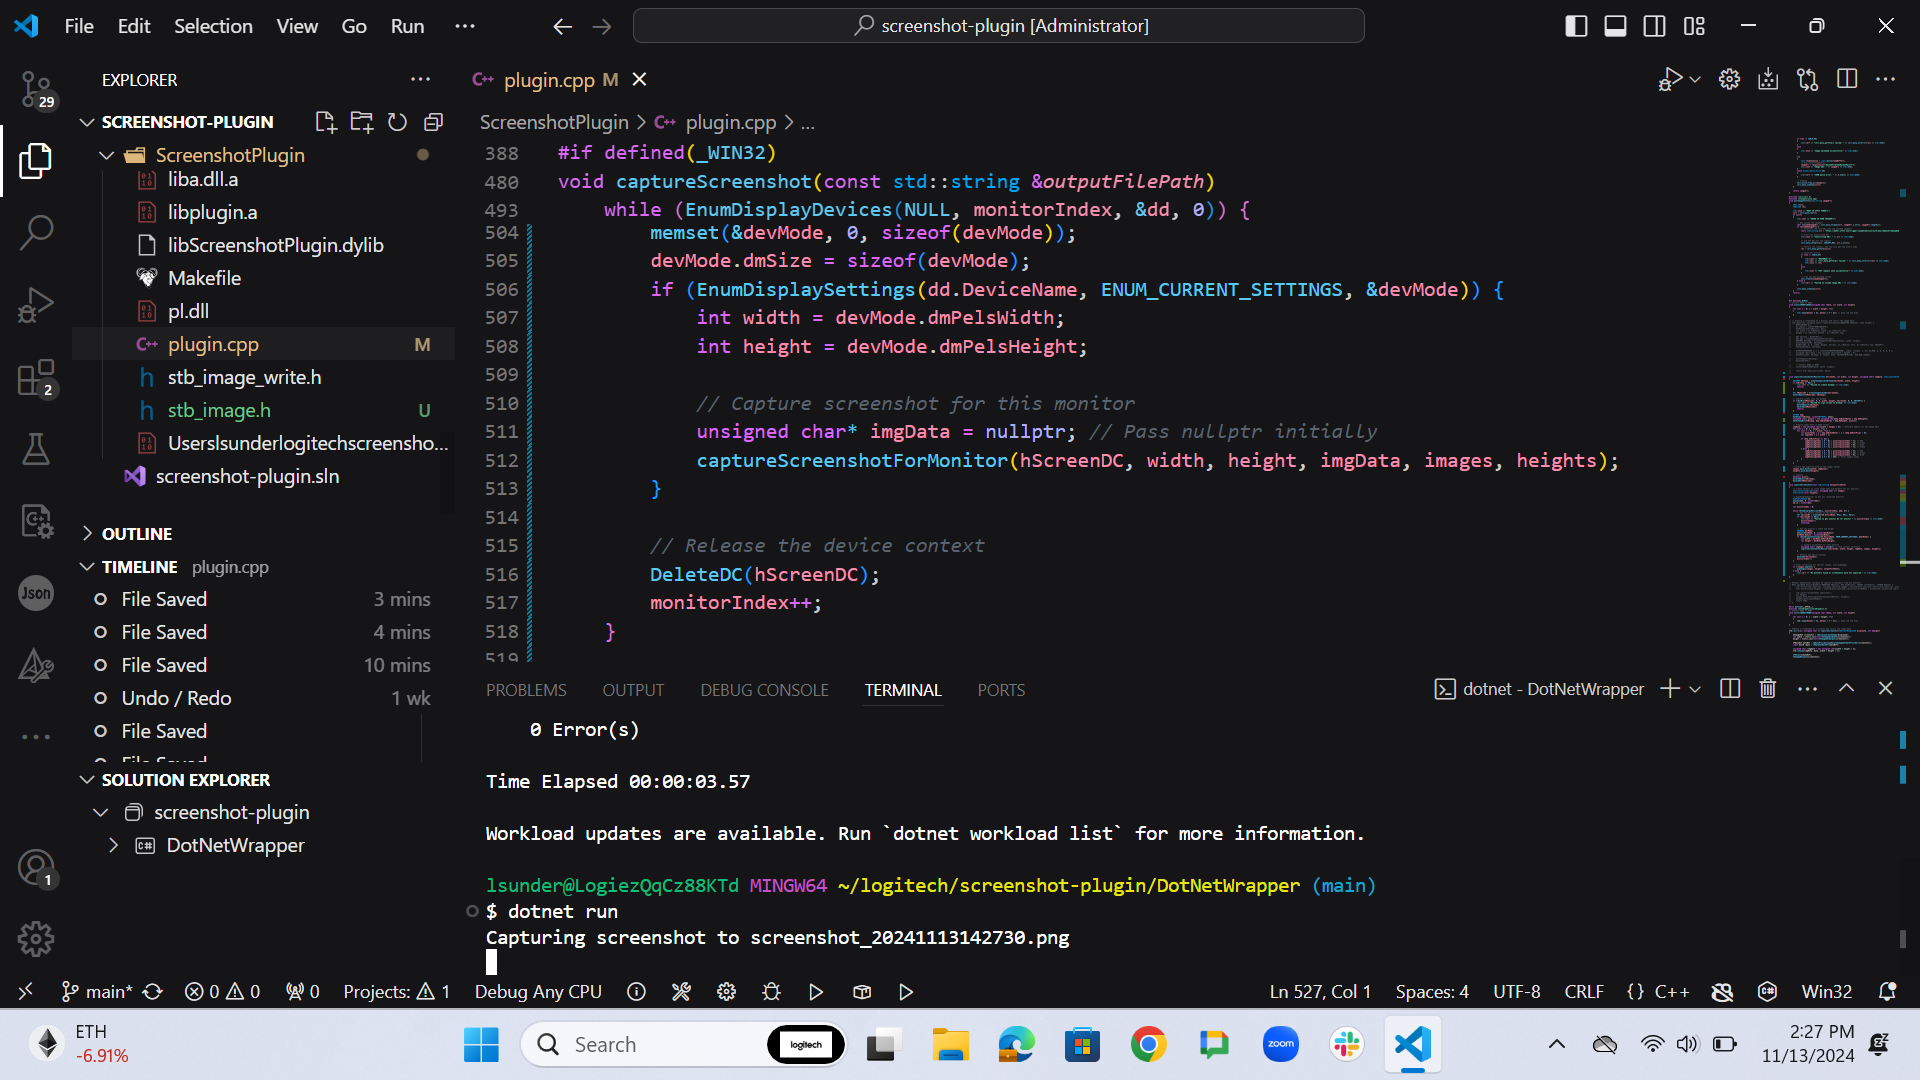 File Edit Selection View Go Run ···
screenshot-plugin [Administrator]
29
2
Json
1
EXPLORER
SCREENSHOT-PLUGIN
ScreenshotPlugin
liba.dll.a
libplugin.a
libScreenshotPlugin.dylib
Makefile
pl.dll
plugin.cpp M
stb_image_write.h
stb_image.h U
Userslsunderlogitechscreensho...
screenshot-plugin.sln
OUTLINE
TIMELINE plugin.cpp
File Saved 3 mins
File Saved 4 mins
File Saved 10 mins
Undo / Redo 1 wk
File Saved
File Saved
SOLUTION EXPLORER
screenshot-plugin
DotNetWrapper
plugin.cpp M
ScreenshotPlugin > plugin.cpp > ...
388 #if defined(_WIN32)
480 void captureScreenshot(const std::string &outputFilePath)
493 while (EnumDisplayDevices(NULL, monitorIndex, &dd, 0)) {
504 memset(&devMode, 0, sizeof(devMode));
505 devMode.dmSize = sizeof(devMode);
506 if (EnumDisplaySettings(dd.DeviceName, ENUM_CURRENT_SETTINGS, &devMode)) {
507 int width = devMode.dmPelsWidth;
508 int height = devMode.dmPelsHeight;
509
510 // Capture screenshot for this monitor
511 unsigned char* imgData = nullptr; // Pass nullptr initially
512 captureScreenshotForMonitor(hScreenDC, width, height, imgData, images, heights);
513 }
514
515 // Release the device context
516 DeleteDC(hScreenDC);
517 monitorIndex++;
518 }
519
PROBLEMS OUTPUT DEBUG CONSOLE TERMINAL PORTS
dotnet - DotNetWrapper
0 Error(s)
Time Elapsed 00:00:03.57
Workload updates are available. Run `dotnet workload list` for more information.
lsunder@LogiezQqCz88KTd MINGW64 ~/logitech/screenshot-plugin/DotNetWrapper (main)
$ dotnet run
Capturing screenshot to screenshot_20241113142730.png
main* 0 0 0 Projects: 1 Debug Any CPU
Ln 527, Col 1 Spaces: 4 UTF-8 CRLF {} C++ Win32
ETH
-6.91%
Search
logitech
zoom
2:27 PM
11/13/2024